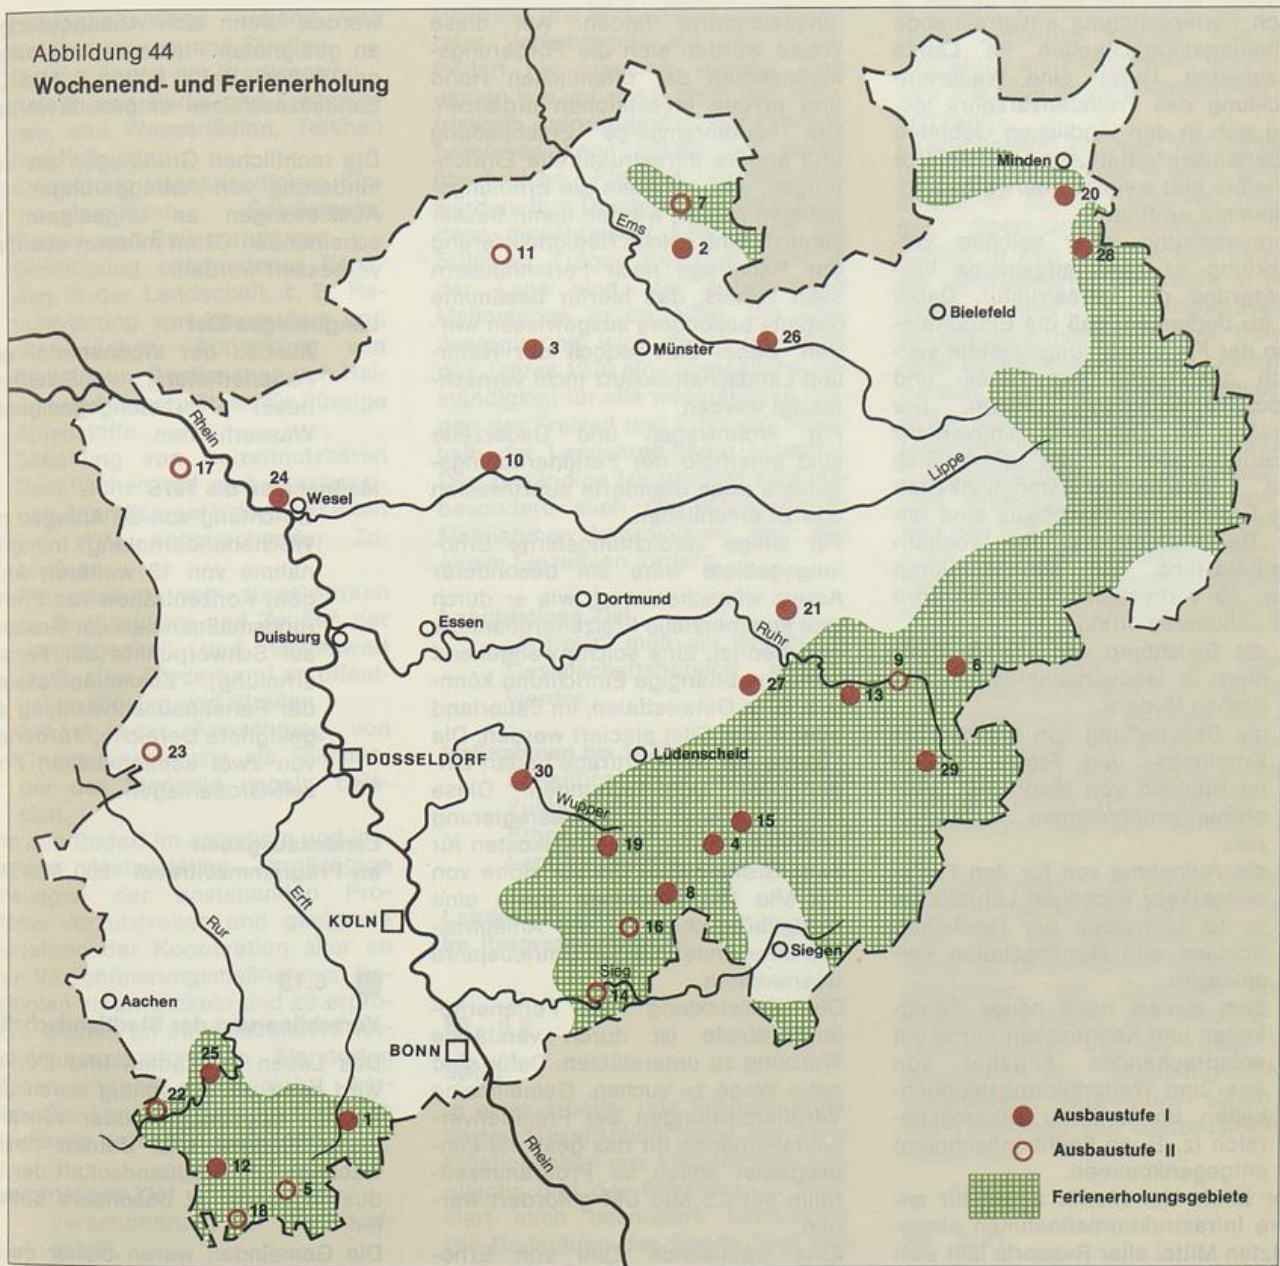 Abbildung 44
Wochenend- und Ferienerholung
Minden
20
7
Ems
2
11
28
Bielefeld
26
3
Münster
Rhein
17
10
Lippe
24
Wesel
Dortmund
21
Essen
Duisburg
Ruhr
9
6
27
13
23
Lüdenscheid
DÜSSELDORF
29
30
Wupper
15
19
4
Erft
8
Rur
KÖLN
16
Siegen
Sieg
14
Aachen
BONN
25
22
1
Ausbaustufe I
Rhein
Ausbaustufe II
12
5
Ferienerholungsgebiete
18